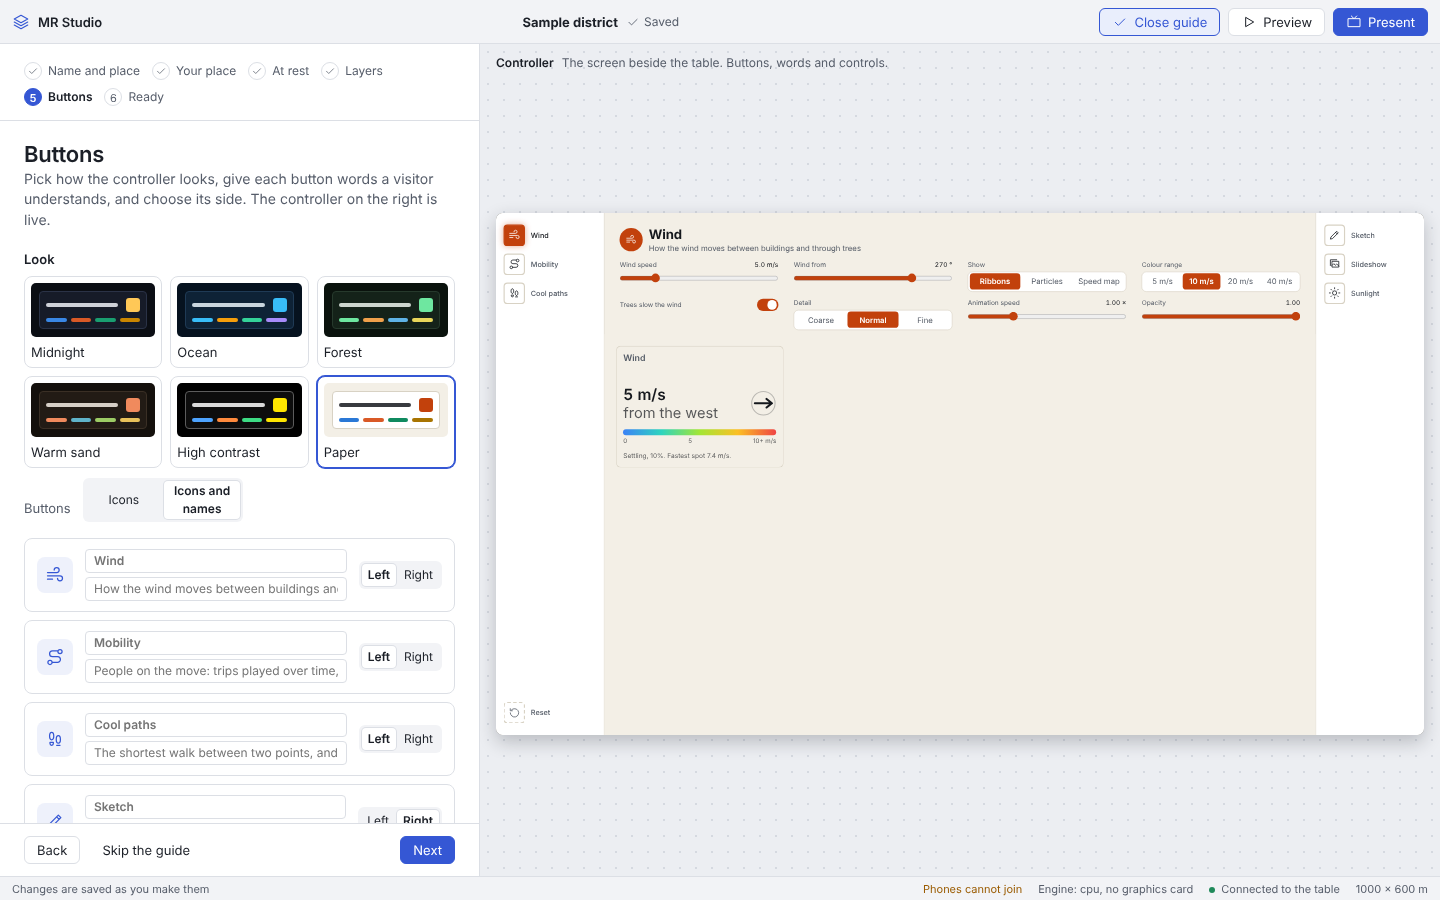 MR Studio
Sample district
Saved
Close guide
Preview
Present
Name and place
Your place
At rest
Layers
5 Buttons
6 Ready
Buttons
Pick how the controller looks, give each button words a visitor
understands, and choose its side. The controller on the right is
live.
Look
Midnight
Ocean
Forest
Warm sand
High contrast
Paper
Buttons
Icons
Icons and
names
Wind
How the wind moves between buildings an
Left Right
Mobility
People on the move: trips played over time,
Left Right
Cool paths
The shortest walk between two points, and
Left Right
Sketch
Left Right
Back
Skip the guide
Next
Controller The screen beside the table. Buttons, words and controls.
Wind
Mobility
Cool paths
Reset
Wind
How the wind moves between buildings and through trees
Wind speed 5.0 m/s
Wind from 270 °
Show
Ribbons Particles Speed map
Colour range
5 m/s 10 m/s 20 m/s 40 m/s
Trees slow the wind
Detail
Coarse Normal Fine
Animation speed 1.00 ×
Opacity 1.00
Wind
5 m/s
from the west
0 5 10+ m/s
Settling, 10%. Fastest spot 7.4 m/s.
Sketch
Slideshow
Sunlight
Changes are saved as you make them
Phones cannot join
Engine: cpu, no graphics card
Connected to the table
1000 × 600 m